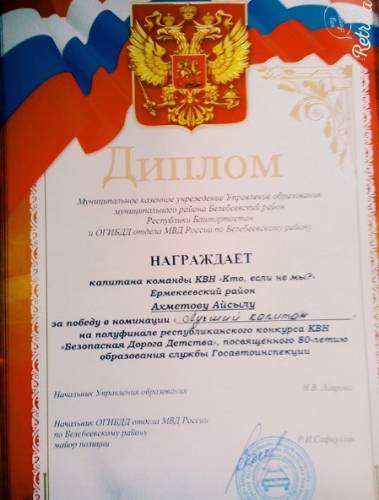 Retrica
Диплом
Муниципальное казенное учреждение Управление образования
муниципального района Белебеевский район
Республики Башкортостан
и ОГИБДД отдела МВД России по Белебеевскому району
НАГРАЖДАЕТ
капитана команды КВН «Кто, если не мы?»
Ермекеевский район
Ахметову Айсылу
за победу в номинации «Лучший капитан
на полуфинале республиканского конкурса КВН
«Безопасная Дорога Детства», посвященного 80-летию
образования службы Госавтоинспекции
Начальник Управления образования
Н.В.
Начальник ОГИБДД отдела МВД России
по Белебеевскому району
майор полиции
Р.И.